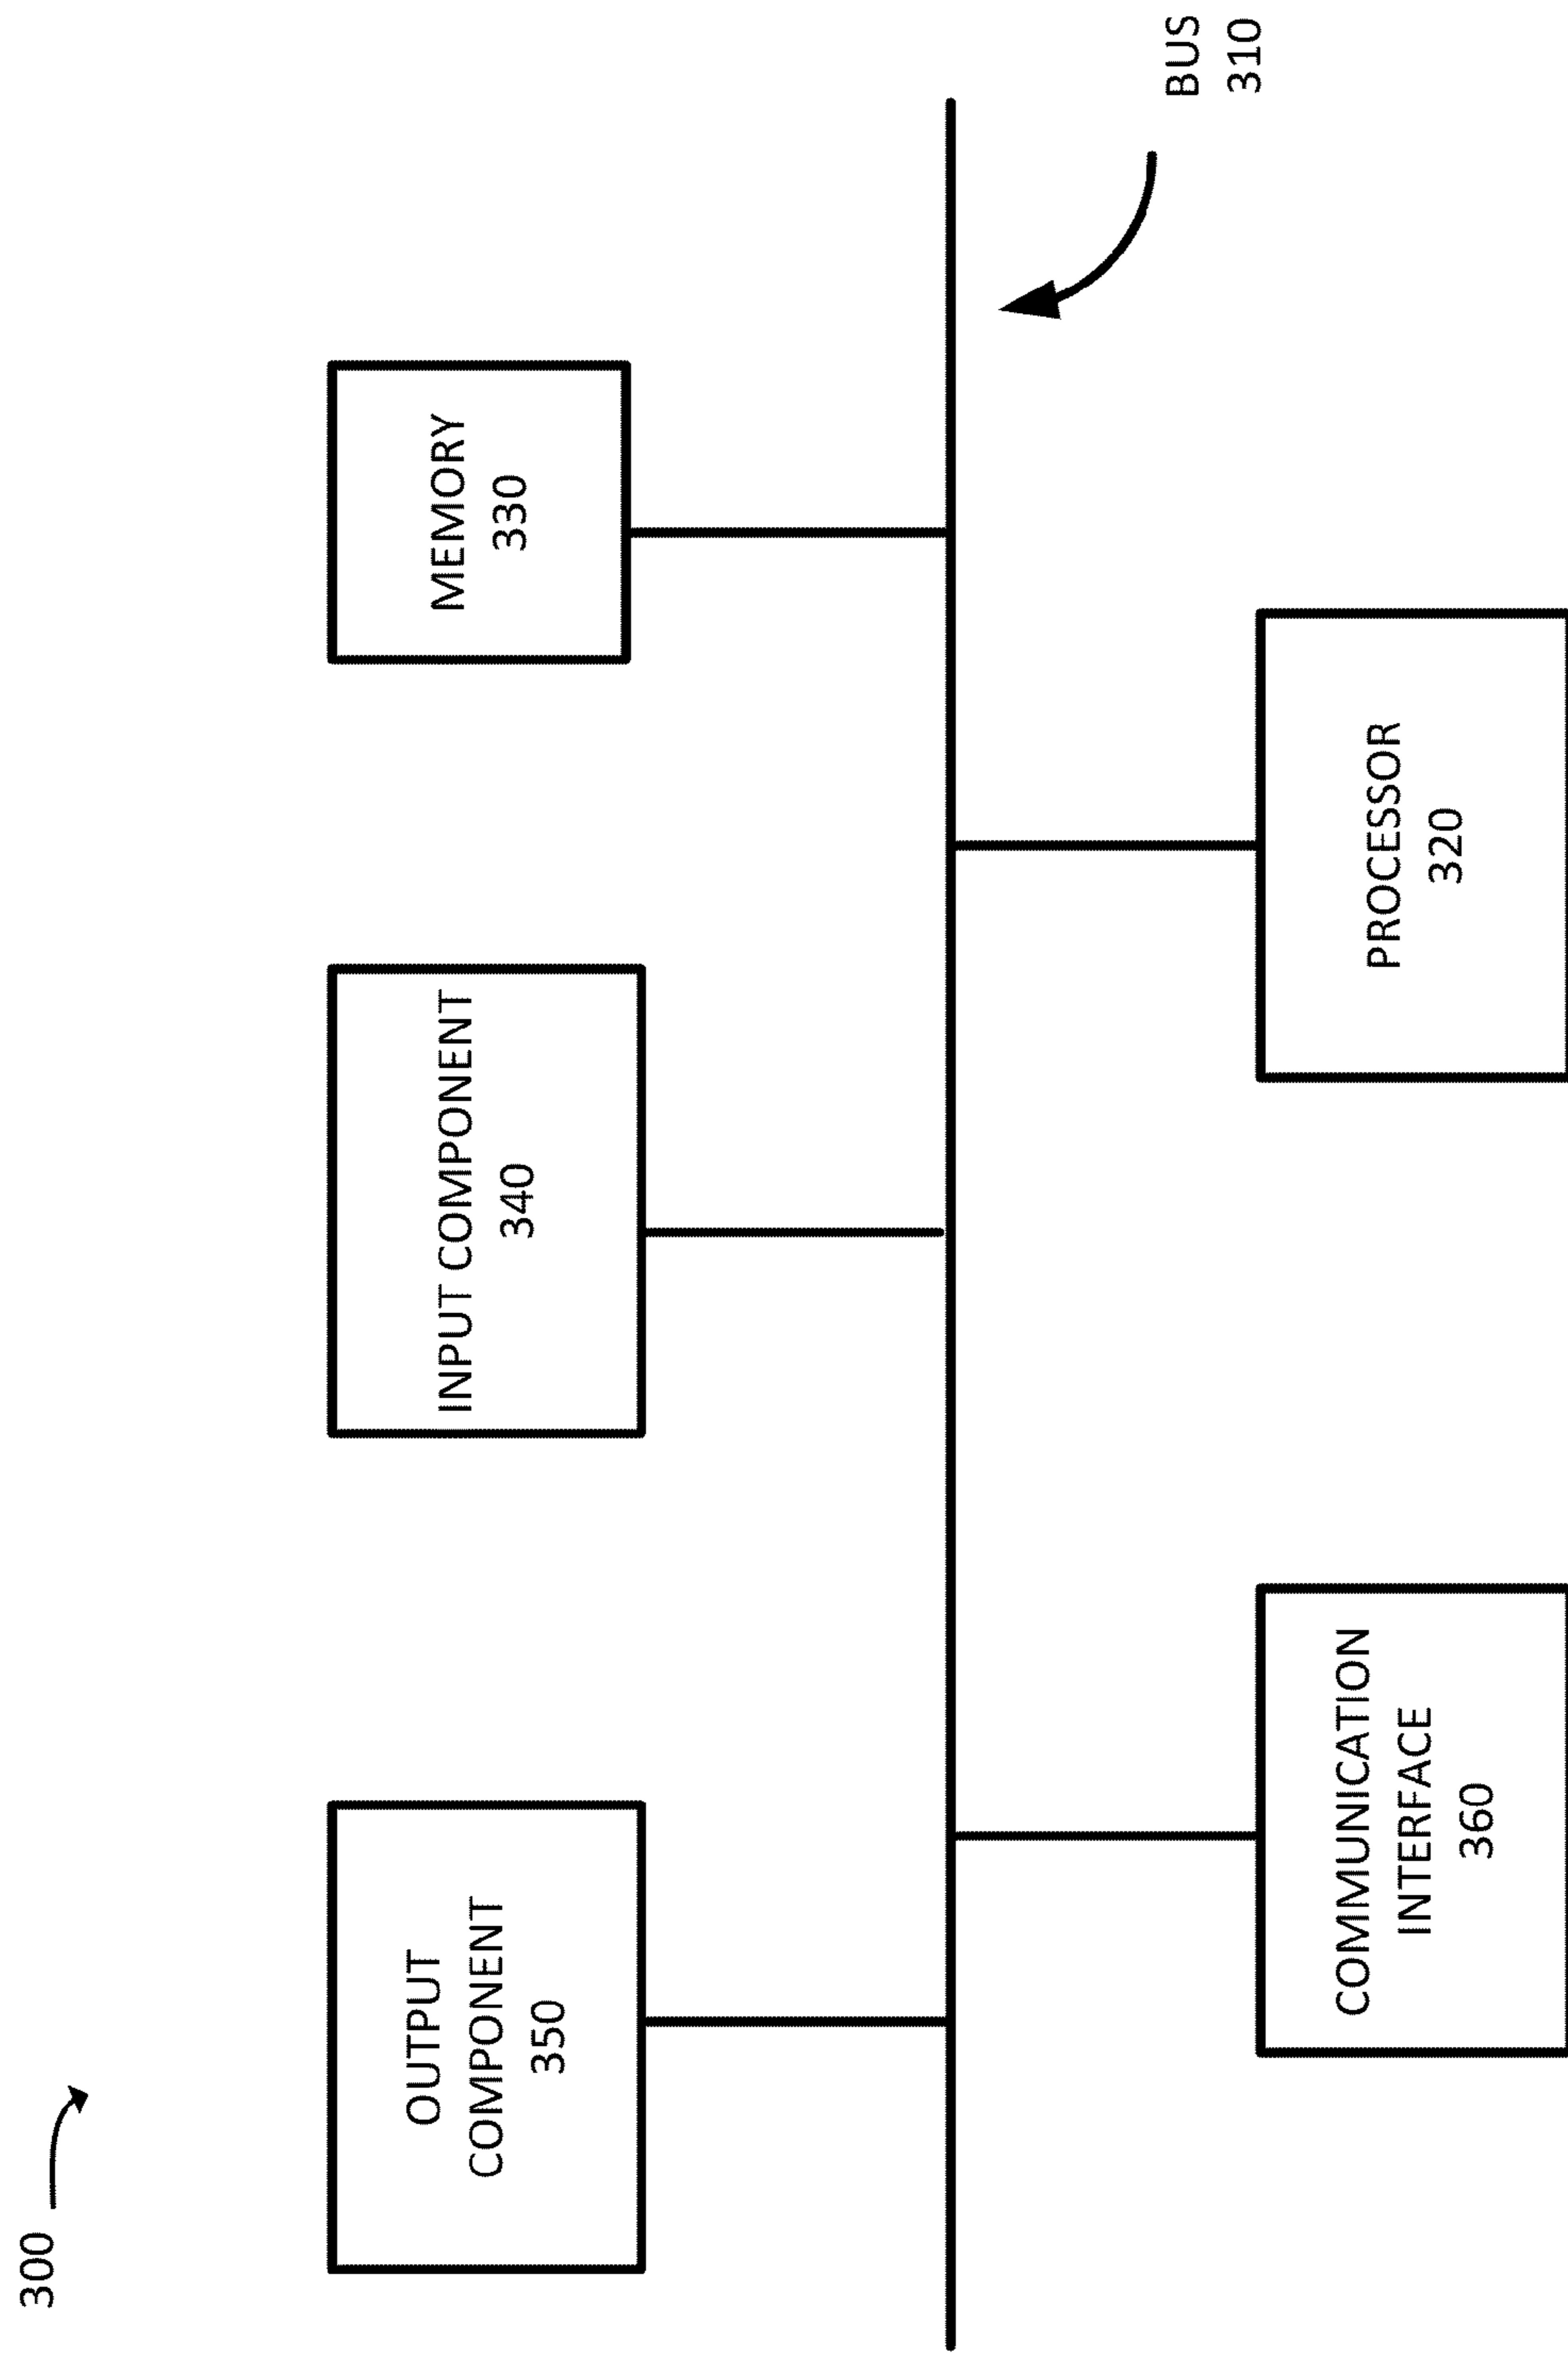 300
OUTPUT
COMPONENT
350
INPUT COMPONENT
340
MEMORY
330
BUS
310
COMMUNICATION
INTERFACE
360
PROCESSOR
320